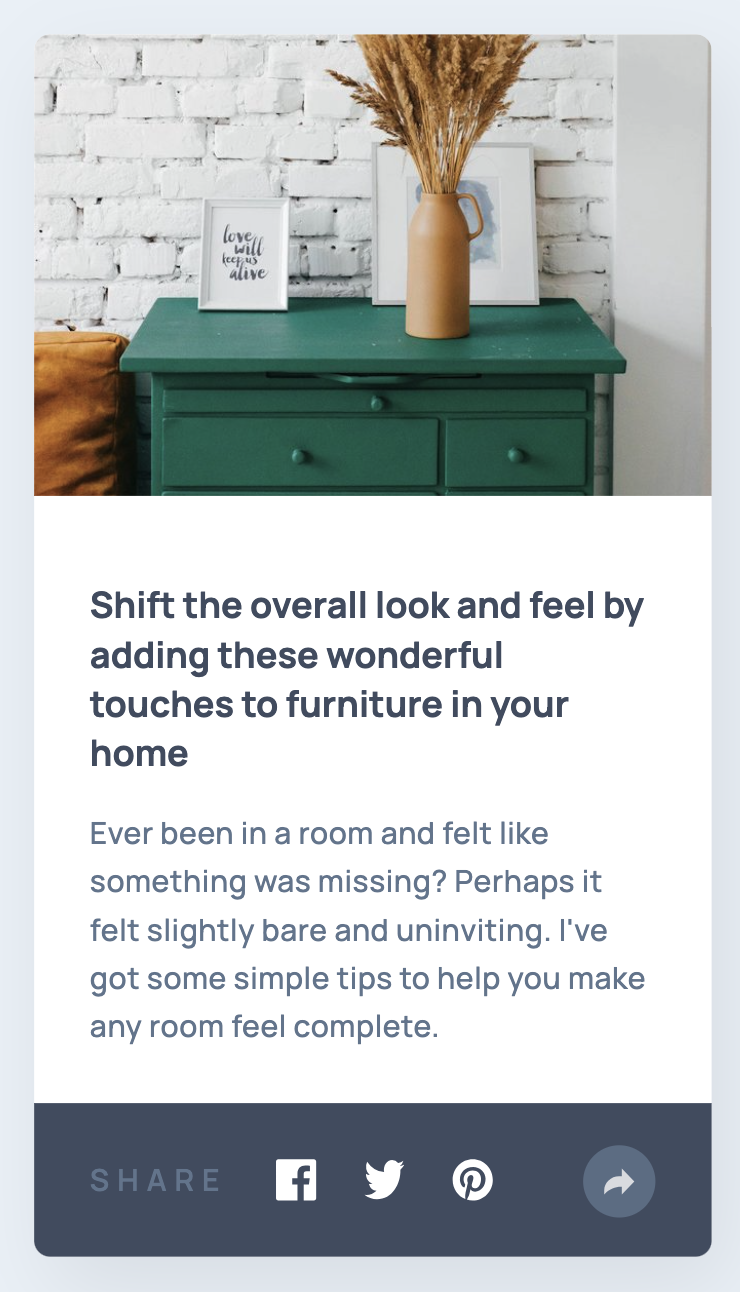 love
will
keep us
alive
Shift the overall look and feel by
adding these wonderful
touches to furniture in your
home
Ever been in a room and felt like
something was missing? Perhaps it
felt slightly bare and uninviting. I've
got some simple tips to help you make
any room feel complete.
SHARE